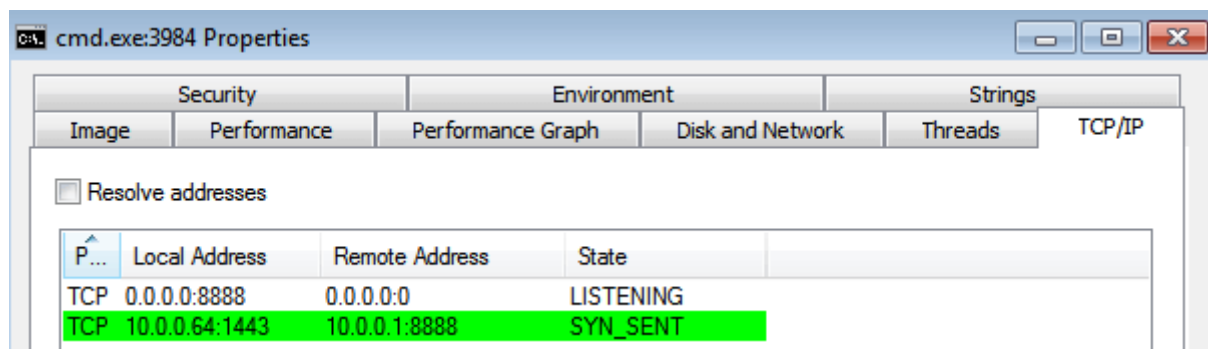 cmd.exe:3984 Properties
Security Environment Strings
Image Performance Performance Graph Disk and Network Threads TCP/IP
Resolve addresses
P... Local Address Remote Address State
TCP 0.0.0.0:8888 0.0.0.0:0 LISTENING
TCP 10.0.0.64:1443 10.0.0.1:8888 SYN_SENT